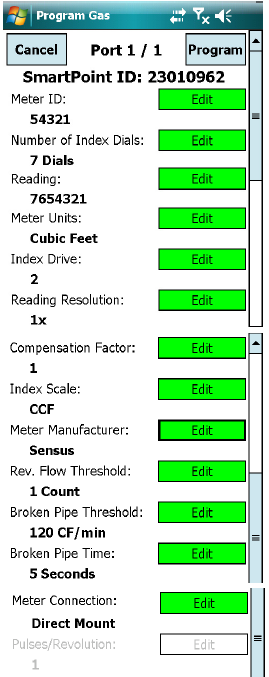 Program Gas
Cancel Port 1 / 1 Program
SmartPoint ID: 23010962
Meter ID: Edit
54321
Number of Index Dials: Edit
7 Dials
Reading: Edit
7654321
Meter Units: Edit
Cubic Feet
Index Drive: Edit
2
Reading Resolution: Edit
1x
Compensation Factor: Edit
1
Index Scale: Edit
CCF
Meter Manufacturer: Edit
Sensus
Rev. Flow Threshold: Edit
1 Count
Broken Pipe Threshold: Edit
120 CF/min
Broken Pipe Time: Edit
5 Seconds
Meter Connection: Edit
Direct Mount
Pulses/Revolution: Edit
1